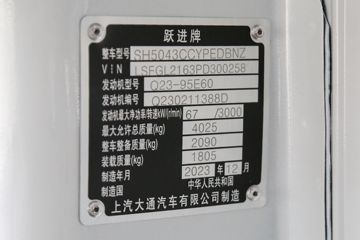 跃进牌
整车型号 SH5043CCYPEDBNZ
VIN LSFGL2163PD300258
发动机型号 Q23-95E60
发动机编号 Q230211388D
发动机最大净功率/转速kW/(r/min) 67 /3000
最大允许总质量(kg) 4025
整车整备质量(kg) 2090
装载质量(kg) 1805
制造年月 2023 年 12 月
制造国 中华人民共和国
上汽大通汽车有限公司制造